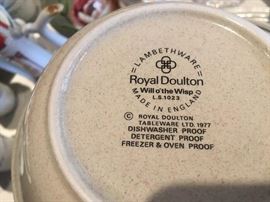 LAMBETHWARE
Royal Doulton
Will o'the Wisp
L.S.1023
MADE IN ENGLAND
© ROYAL DOULTON
TABLEWARE LTD. 1977
DISHWASHER PROOF
DETERGENT PROOF
FREEZER & OVEN PROOF